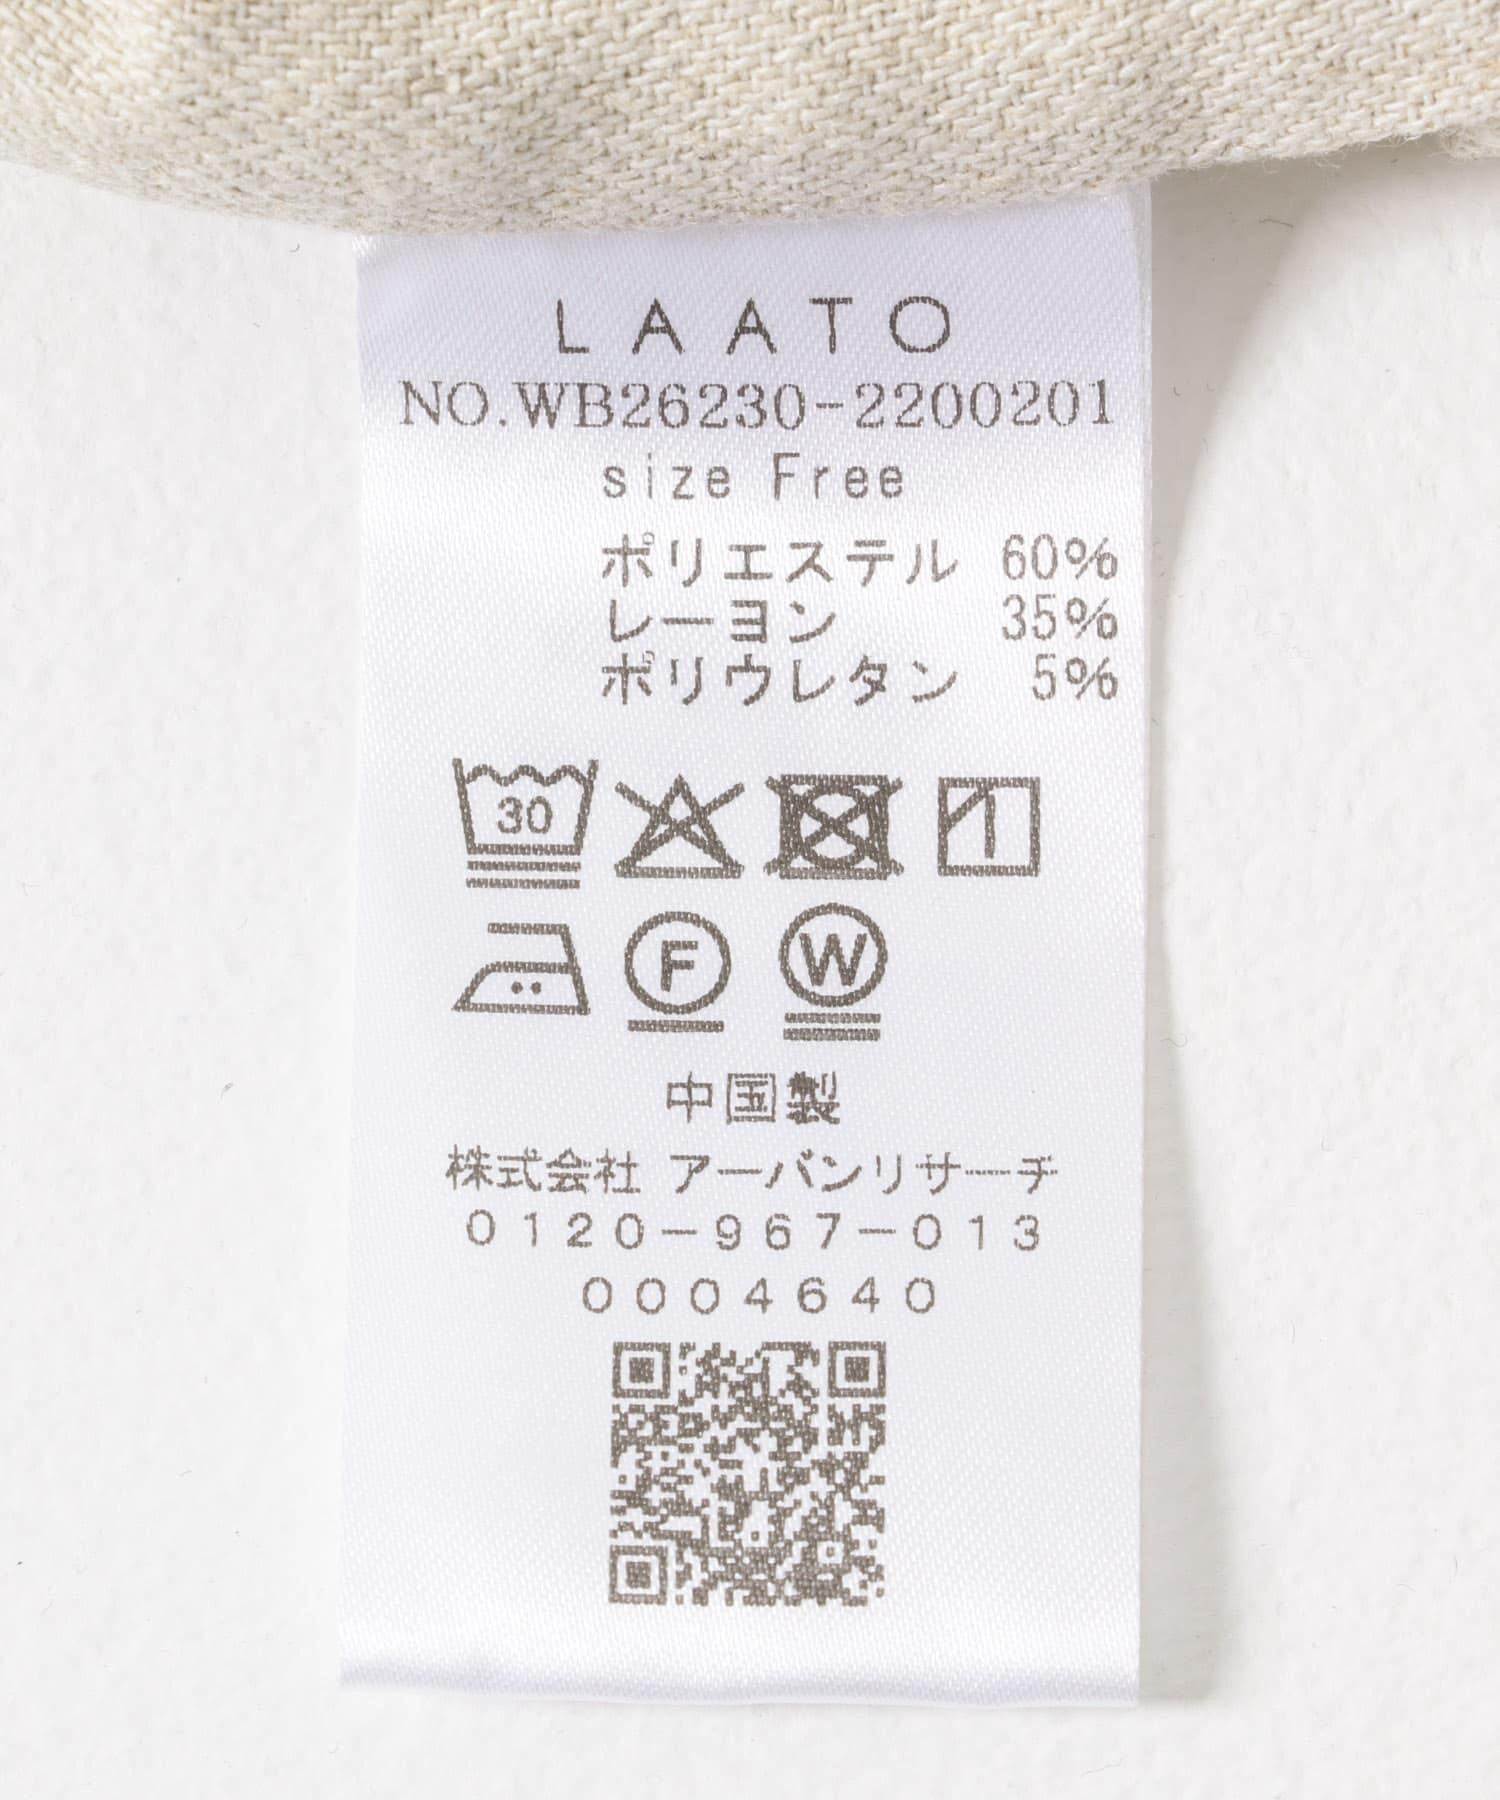 LAATO
NO.WB26230-2200201
size Free
ポリエステル 60%
レーヨン 35%
ポリウレタン 5%
30
F W
中国製
株式会社 アーバンリサーチ
0120-967-013
0004640